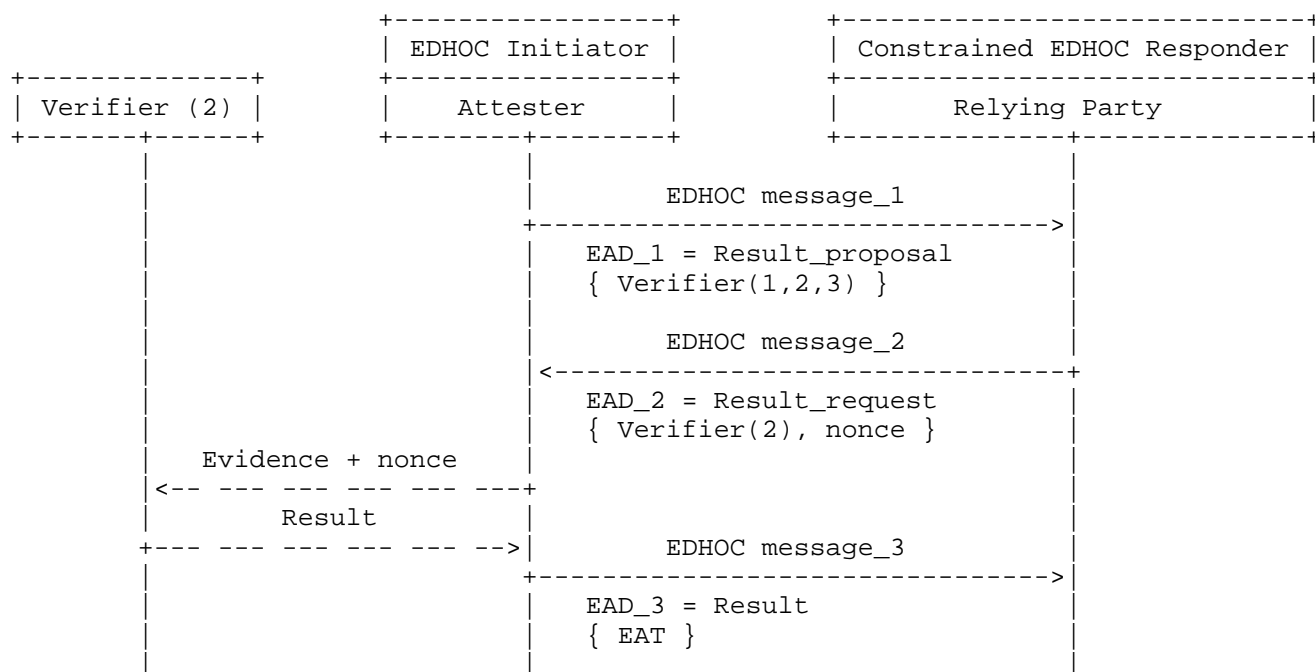 EDHOC Initiator | Constrained EDHOC Responder
Verifier (2) | Attester | Relying Party
EDHOC message_1
EAD_1 = Result_proposal
{ Verifier(1,2,3) }
EDHOC message_2
EAD_2 = Result_request
{ Verifier(2), nonce }
Evidence + nonce
Result
EDHOC message_3
EAD_3 = Result
{ EAT }